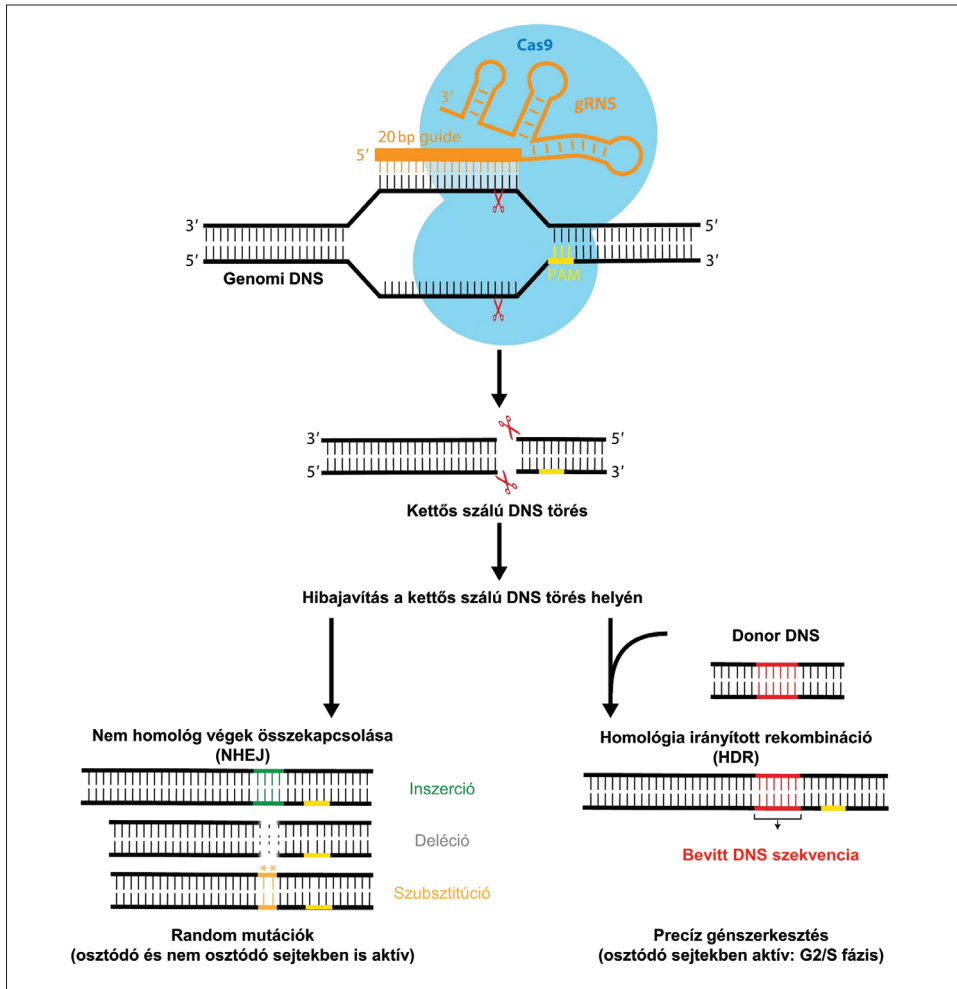 Cas9
3′
gRNS
20 bp guide
5′
3′
5′
5′
3′
PAM
Genomi DNS
3′
5′
5′
3′
Kettős szálú DNS törés
Hibajavítás a kettős szálú DNS törés helyén
Donor DNS
Nem homológ végek összekapcsolása
(NHEJ)
Inszerció
Deléció
**
Szubsztitúció
Random mutációk
(osztódó és nem osztódó sejtekben is aktív)
Homológia irányított rekombináció
(HDR)
Bevitt DNS szekvencia
Precíz génszerkesztés
(osztódó sejtekben aktív: G2/S fázis)